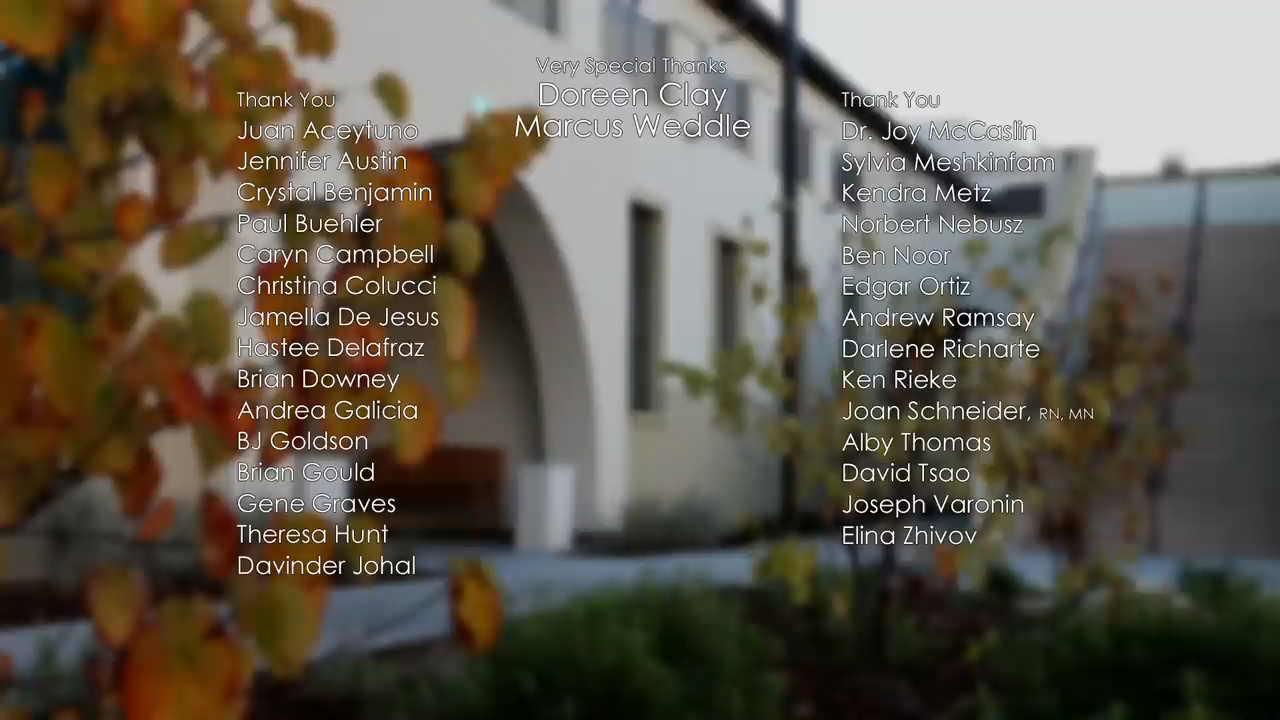 Very Special Thanks
Doreen Clay
Marcus Weddle
Thank You
Juan Aceytuno
Jennifer Austin
Crystal Benjamin
Paul Buehler
Caryn Campbell
Christina Colucci
Jamella De Jesus
Hastee Delafraz
Brian Downey
Andrea Galicia
BJ Goldson
Brian Gould
Gene Graves
Theresa Hunt
Davinder Johal
Thank You
Dr. Joy McCaslin
Sylvia Meshkinfam
Kendra Metz
Norbert Nebusz
Ben Noor
Edgar Ortiz
Andrew Ramsay
Darlene Richarte
Ken Rieke
Joan Schneider, RN, MN
Alby Thomas
David Tsao
Joseph Varonin
Elina Zhivov